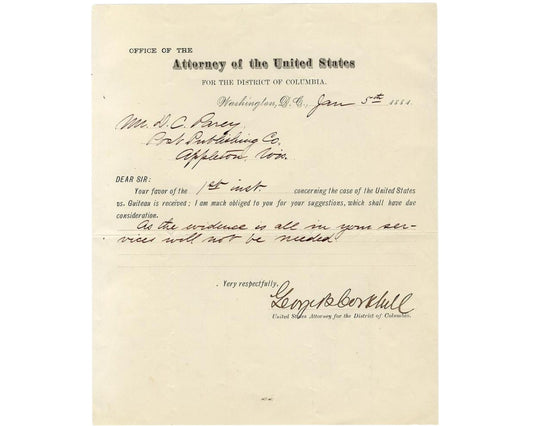 OFFICE OF THE
Attorney of the United States
FOR THE DISTRICT OF COLUMBIA.
Washington, D.C., Jan 5th 1881.
Mr. D. C. Pavey
Post Publishing Co.
Appleton, Wis.
DEAR SIR:
Your favor of the 1st inst. concerning the case of the United States
vs. Guiteau is received; I am much obliged to you for your suggestions, which shall have due
consideration.
As the evidence is all in your ser-
vices will not be needed.
Very respectfully,
George B Corkhill
United States Attorney for the District of Columbia.